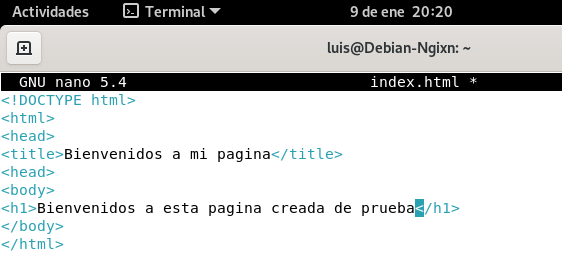 Actividades Terminal 9 de ene 20:20
luis@Debian-Ngixn: ~
GNU nano 5.4 index.html *
<!DOCTYPE html>
<html>
<head>
<title>Bienvenidos a mi pagina</title>
<head>
<body>
<h1>Bienvenidos a esta pagina creada de prueba</h1>
</body>
</html>